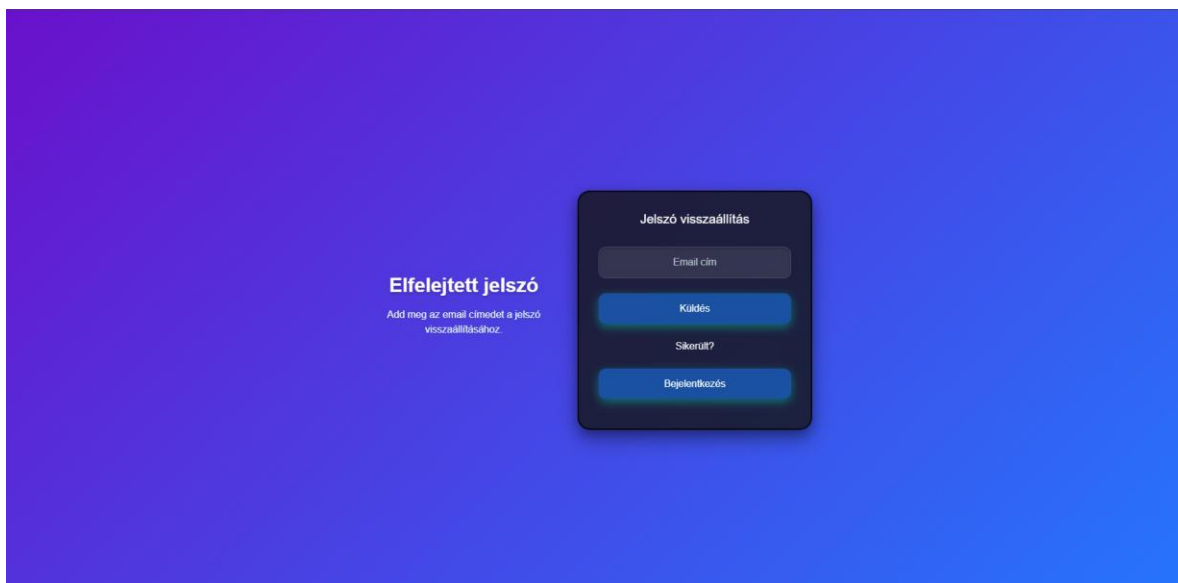 Elfelejtett jelszó
Add meg az email címedet a jelszó
visszaállításához.
Jelszó visszaállítás
Email cím
Küldés
Sikerült?
Bejelentkezés